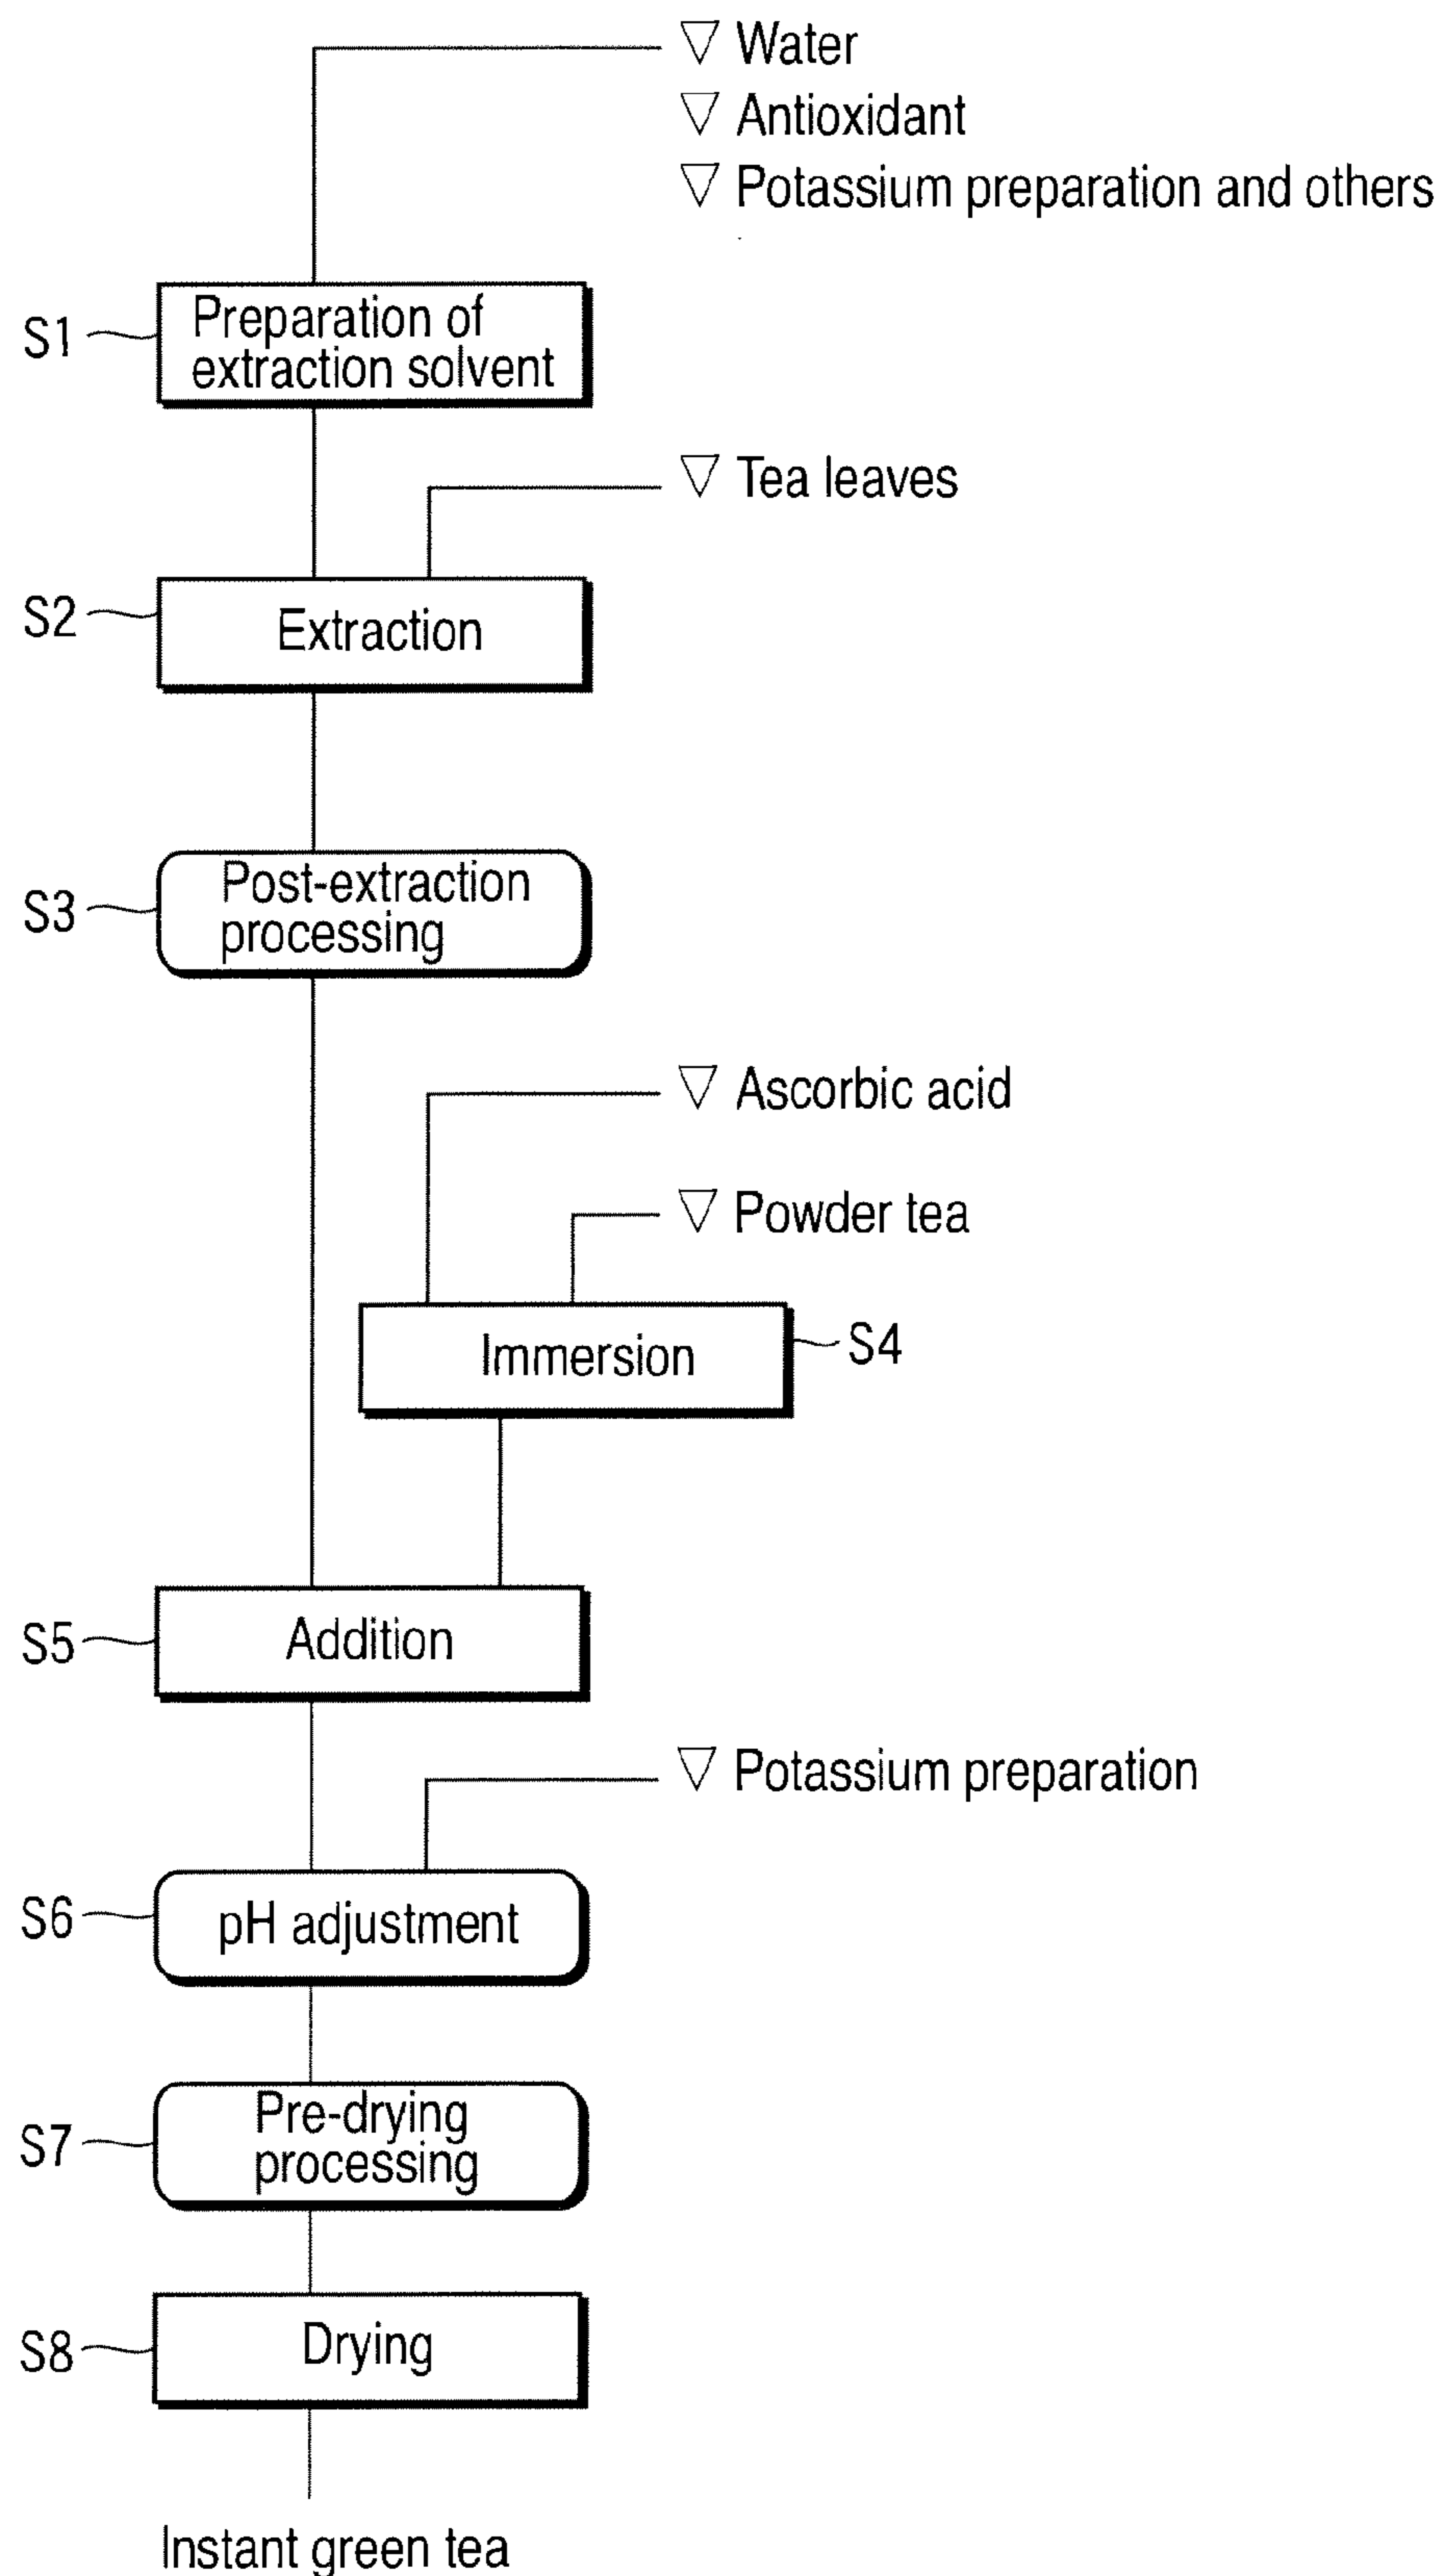 Water
Antioxidant
Potassium preparation and others
S1
Preparation of
extraction solvent
Tea leaves
S2
Extraction
S3
Post-extraction
processing
Ascorbic acid
Powder tea
Immersion
S4
S5
Addition
Potassium preparation
S6
pH adjustment
S7
Pre-drying
processing
S8
Drying
Instant green tea